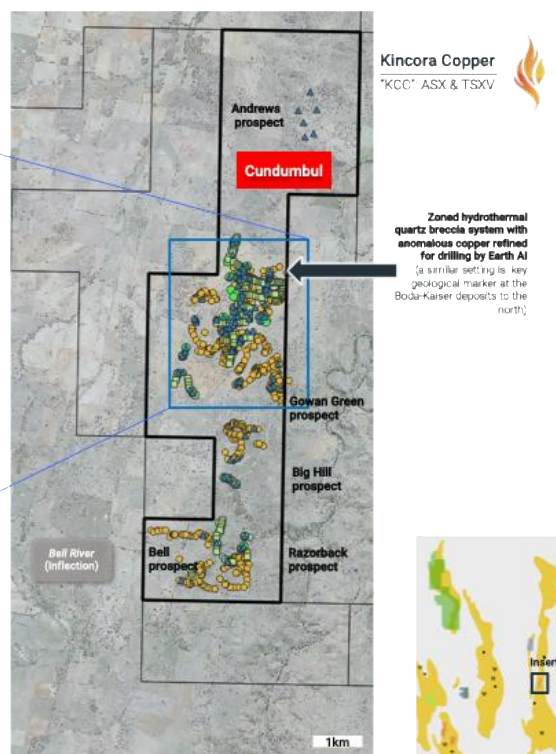 Kincora Copper
"KCC": ASX & TSXV
Andrews
prospect
Cundumbul
Zoned hydrothermal
quartz breccia system with
anomalous copper refined
for drilling by Earth AI
(a similar setting is key
geological marker at the
Boda-Kaiser deposits to the
north)
Gowan Green
prospect
Big Hill
prospect
Bell River
(Inflection)
Bell
prospect
Razorback
prospect
Insert
1km